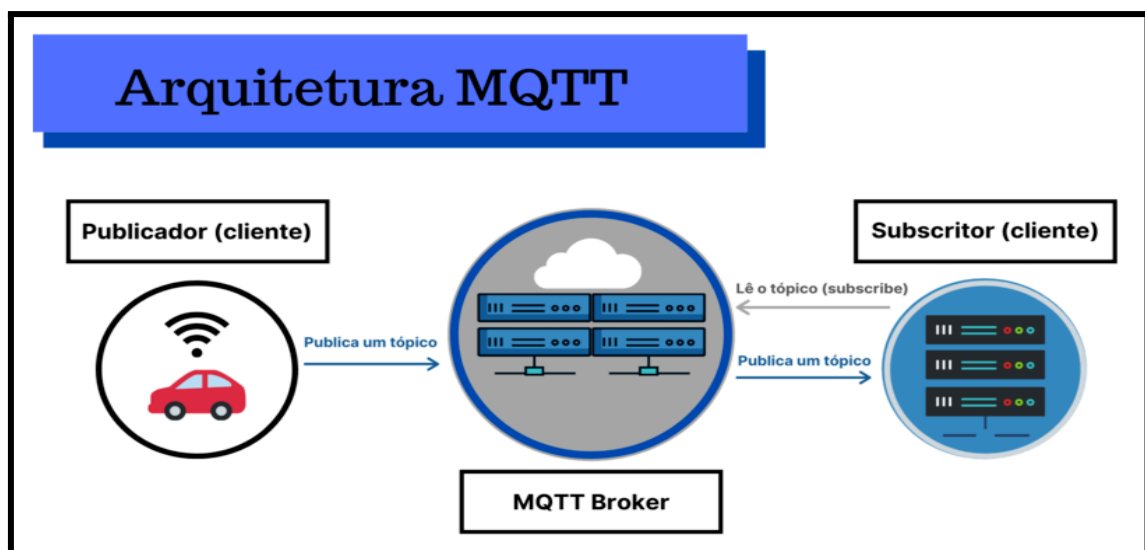 Arquitetura MQTT
Publicador (cliente)
Subscritor (cliente)
Lê o tópico (subscribe)
Publica um tópico
Publica um tópico
MQTT Broker